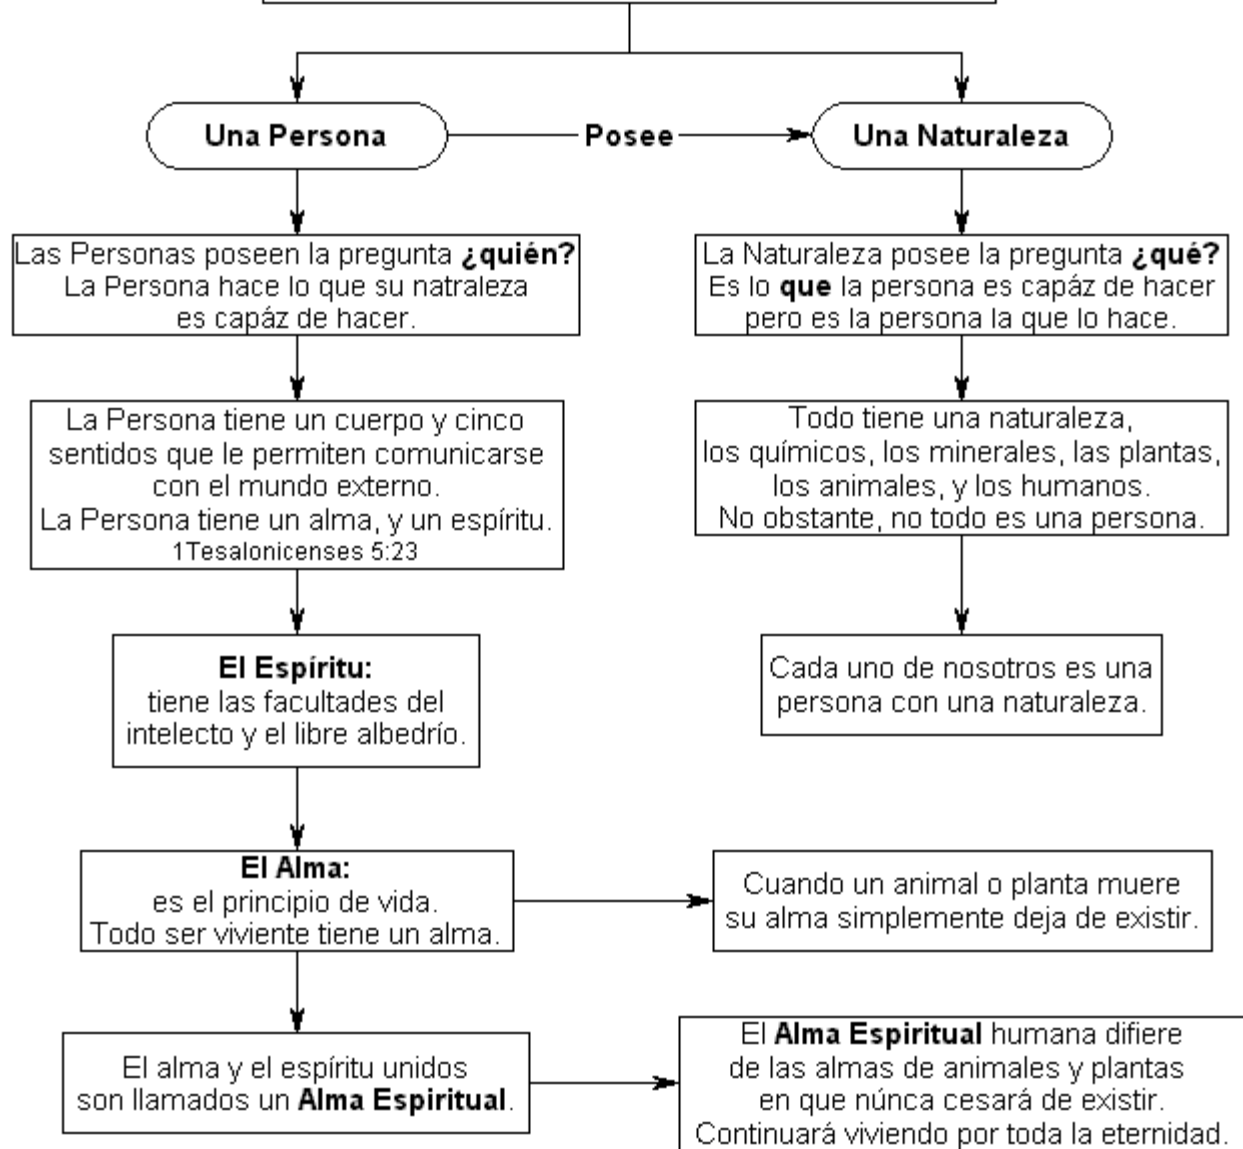 Una Persona
Posee
Una Naturaleza
Las Personas poseen la pregunta ¿quién?
La Persona hace lo que su natraleza
es capáz de hacer.
La Naturaleza posee la pregunta ¿qué?
Es lo que la persona es capáz de hacer
pero es la persona la que lo hace.
La Persona tiene un cuerpo y cinco
sentidos que le permiten comunicarse
con el mundo externo.
La Persona tiene un alma, y un espíritu.
1Tesalonicenses 5:23
Todo tiene una naturaleza,
los químicos, los minerales, las plantas,
los animales, y los humanos.
No obstante, no todo es una persona.
El Espíritu:
tiene las facultades del
intelecto y el libre albedrío.
Cada uno de nosotros es una
persona con una naturaleza.
El Alma:
es el principio de vida.
Todo ser viviente tiene un alma.
Cuando un animal o planta muere
su alma simplemente deja de existir.
El alma y el espíritu unidos
son llamados un Alma Espiritual.
El Alma Espiritual humana difiere
de las almas de animales y plantas
en que núnca cesará de existir.
Continuará viviendo por toda la eternidad.